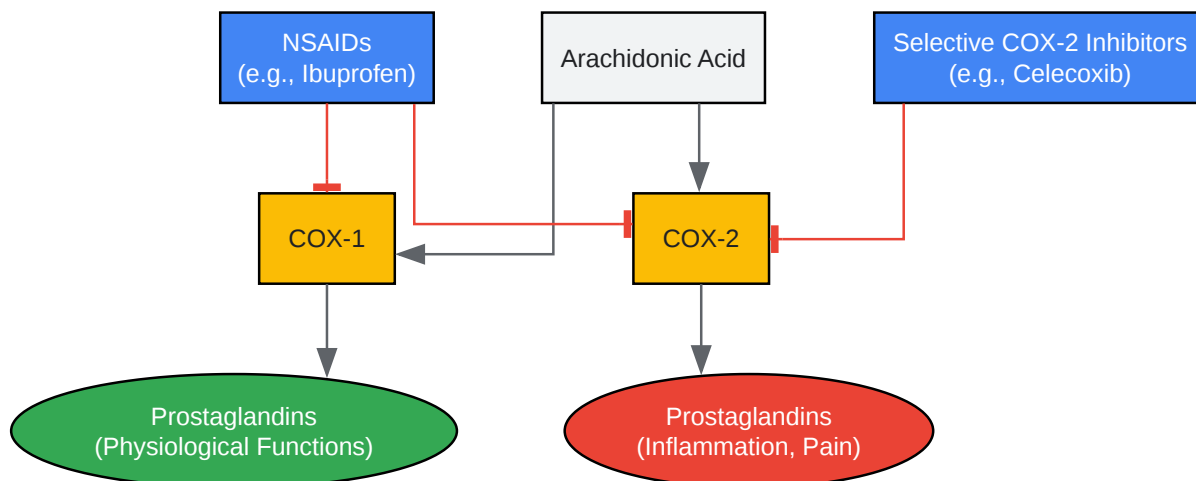 NSAIDs
(e.g., Ibuprofen)
Arachidonic Acid
Selective COX-2 Inhibitors
(e.g., Celecoxib)
COX-1
COX-2
Prostaglandins
(Physiological Functions)
Prostaglandins
(Inflammation, Pain)